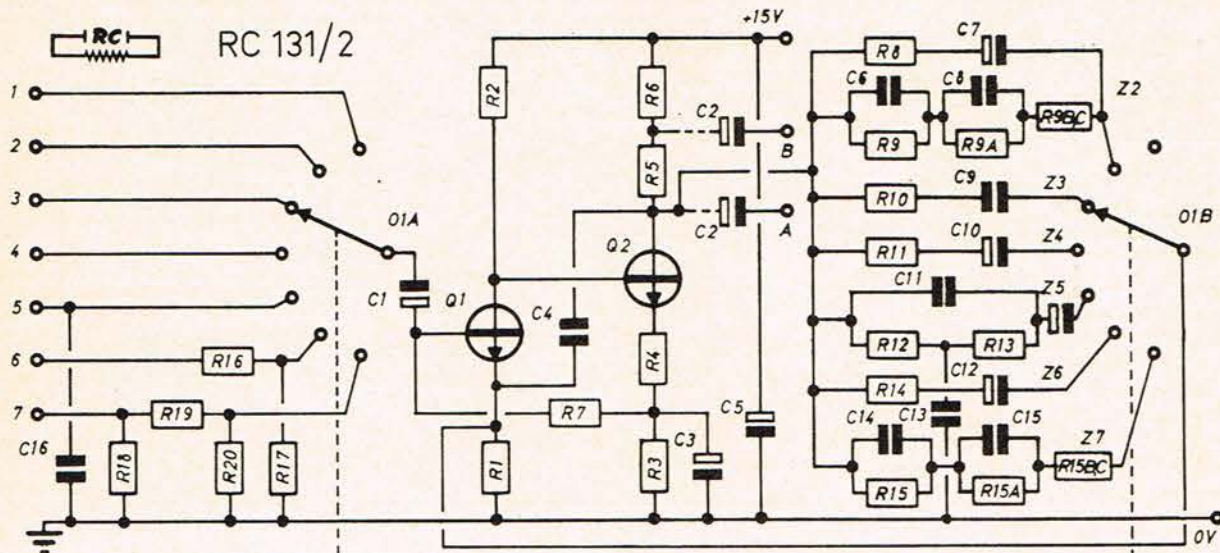 RC
RC 131/2
+15V
1
2
3
4
5
6
7
O1A
C1
Q1
R2
R6
R5
C2
B
C2
A
Q2
C4
R4
R7
R1
R3
C3
C5
C16
R18
R19
R20
R16
R17
R8
C7
C6
C8
R9
R9A
R9BC
Z2
R10
C9
Z3
O1B
R11
C10
Z4
C11
Z5
R12
R13
C12
R14
Z6
C14
C13
C15
Z7
R15
R15A
R15BC
0V